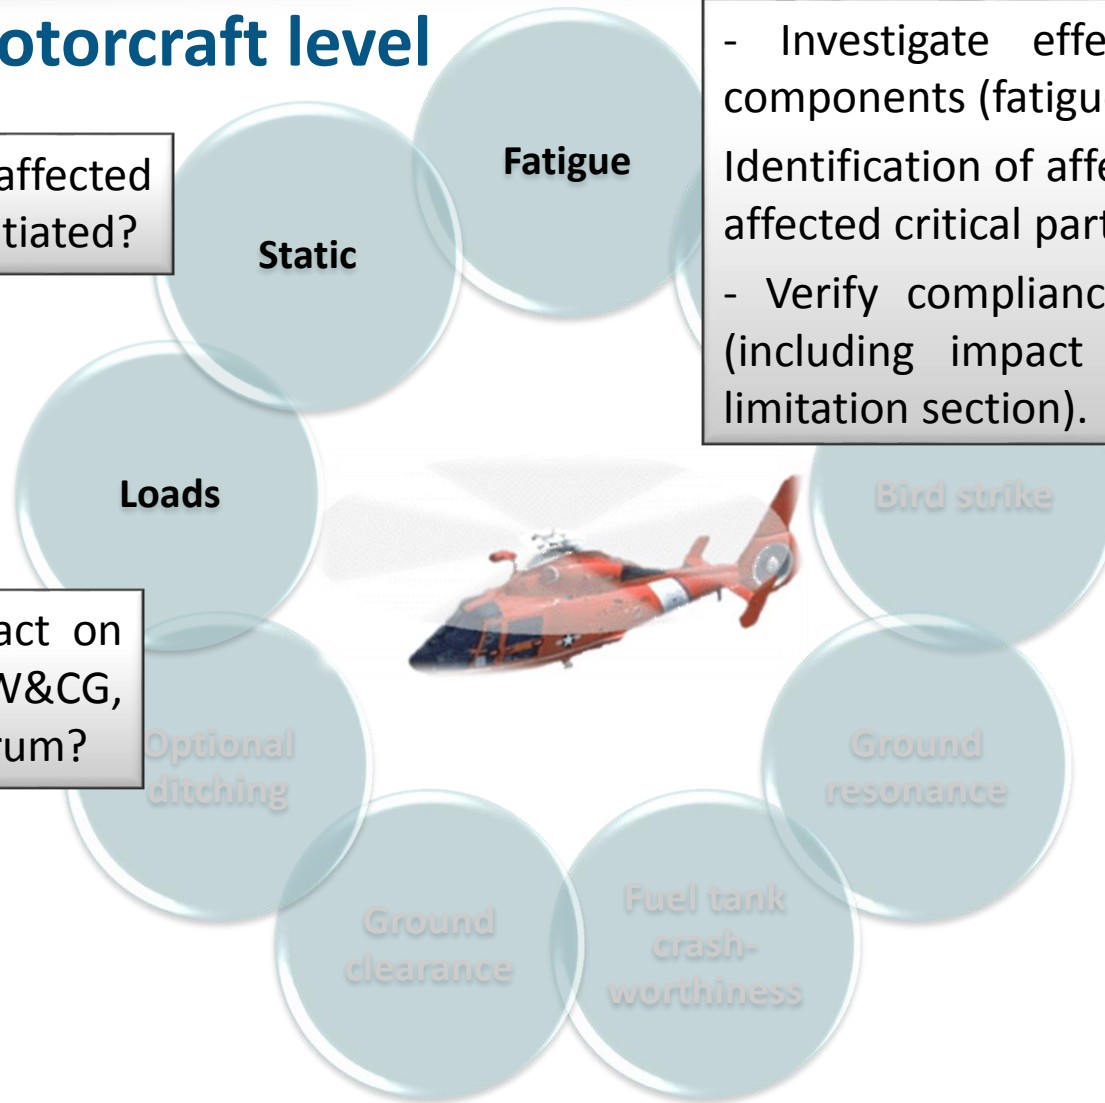 otorcraft level
affected
tiated?
- Investigate effe
components (fatigu
Identification of affe
affected critical part
- Verify complianc
(including impact
limitation section).
Fatigue
Static
Loads
Bird strike
act on
W&CG,
rum?
Optional
ditching
Ground
resonance
Ground
clearance
Fuel tank
crash-
worthiness